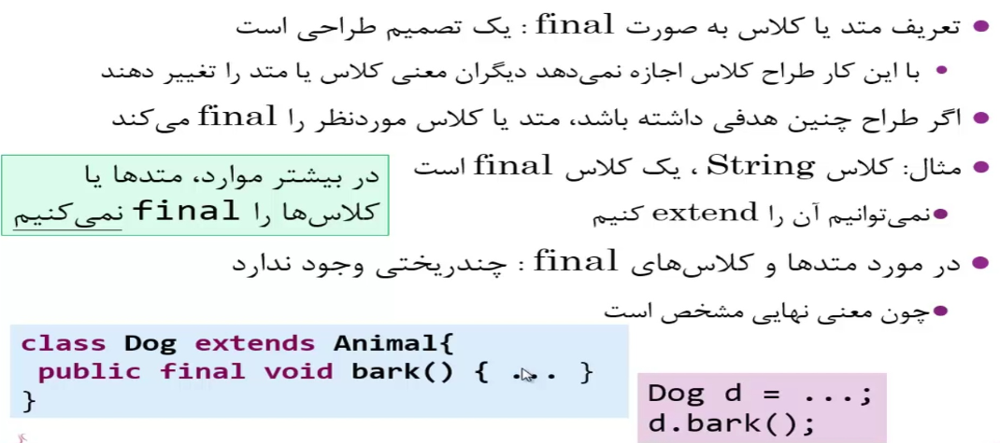 تعریف متد یا کلاس به صورت final : یک تصمیم طراحی است
با این کار طراح کلاس اجازه نمی‌دهد دیگران معنی کلاس یا متد را تغییر دهند
اگر طراح چنین هدفی داشته باشد، متد یا کلاس موردنظر را final می‌کند
مثال: کلاس String ، یک کلاس final است
نمی‌توانیم آن را extend کنیم
در بیشتر موارد، متدها یا
کلاس‌ها را final نمی‌کنیم
در مورد متدها و کلاس‌های final : چندریختی وجود ندارد
چون معنی نهایی مشخص است
class Dog extends Animal{
public final void bark() { ... }
}
Dog d = ...;
d.bark();